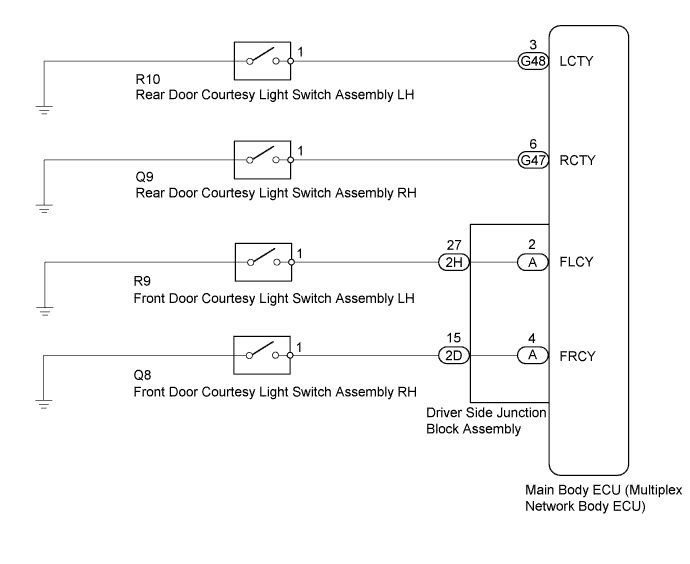 1
3
G48
LCTY
R10
Rear Door Courtesy Light Switch Assembly LH
1
6
G47
RCTY
Q9
Rear Door Courtesy Light Switch Assembly RH
1
27
2H
2
A
FLCY
R9
Front Door Courtesy Light Switch Assembly LH
1
15
2D
4
A
FRCY
Q8
Front Door Courtesy Light Switch Assembly RH
Driver Side Junction
Block Assembly
Main Body ECU (Multiplex
Network Body ECU)